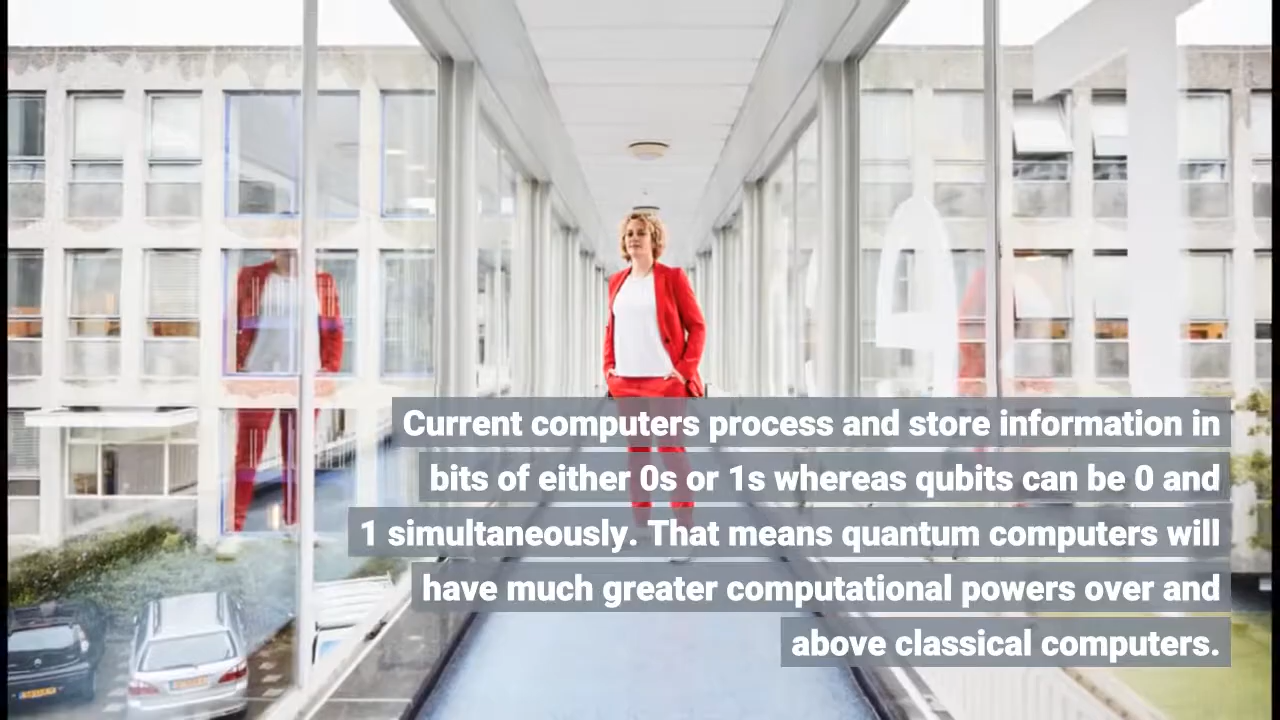 Current computers process and store information in
bits of either 0s or 1s whereas qubits can be 0 and
1 simultaneously. That means quantum computers will
have much greater computational powers over and
above classical computers.